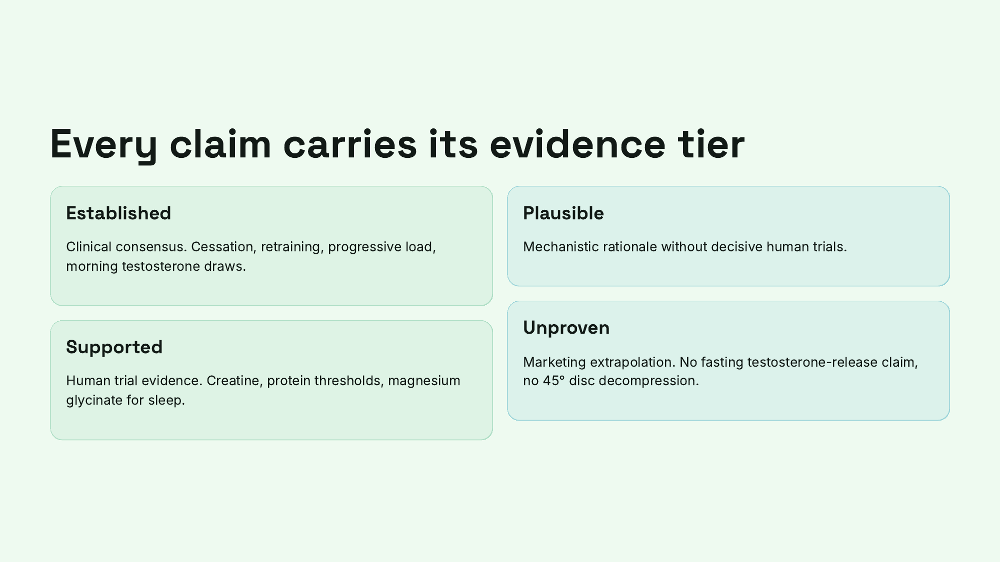 Every claim carries its evidence tier
Established
Clinical consensus. Cessation, retraining, progressive load,
morning testosterone draws.
Supported
Human trial evidence. Creatine, protein thresholds, magnesium
glycinate for sleep.
Plausible
Mechanistic rationale without decisive human trials.
Unproven
Marketing extrapolation. No fasting testosterone-release claim,
no 45° disc decompression.